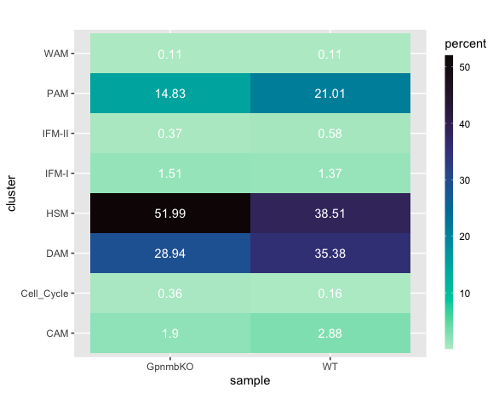 percent
50
40
30
20
10
cluster
WAM 0.11 0.11
PAM 14.83 21.01
IFM-II 0.37 0.58
IFM-I 1.51 1.37
HSM 51.99 38.51
DAM 28.94 35.38
Cell_Cycle 0.36 0.16
CAM 1.9 2.88
GpnmbKO WT
sample